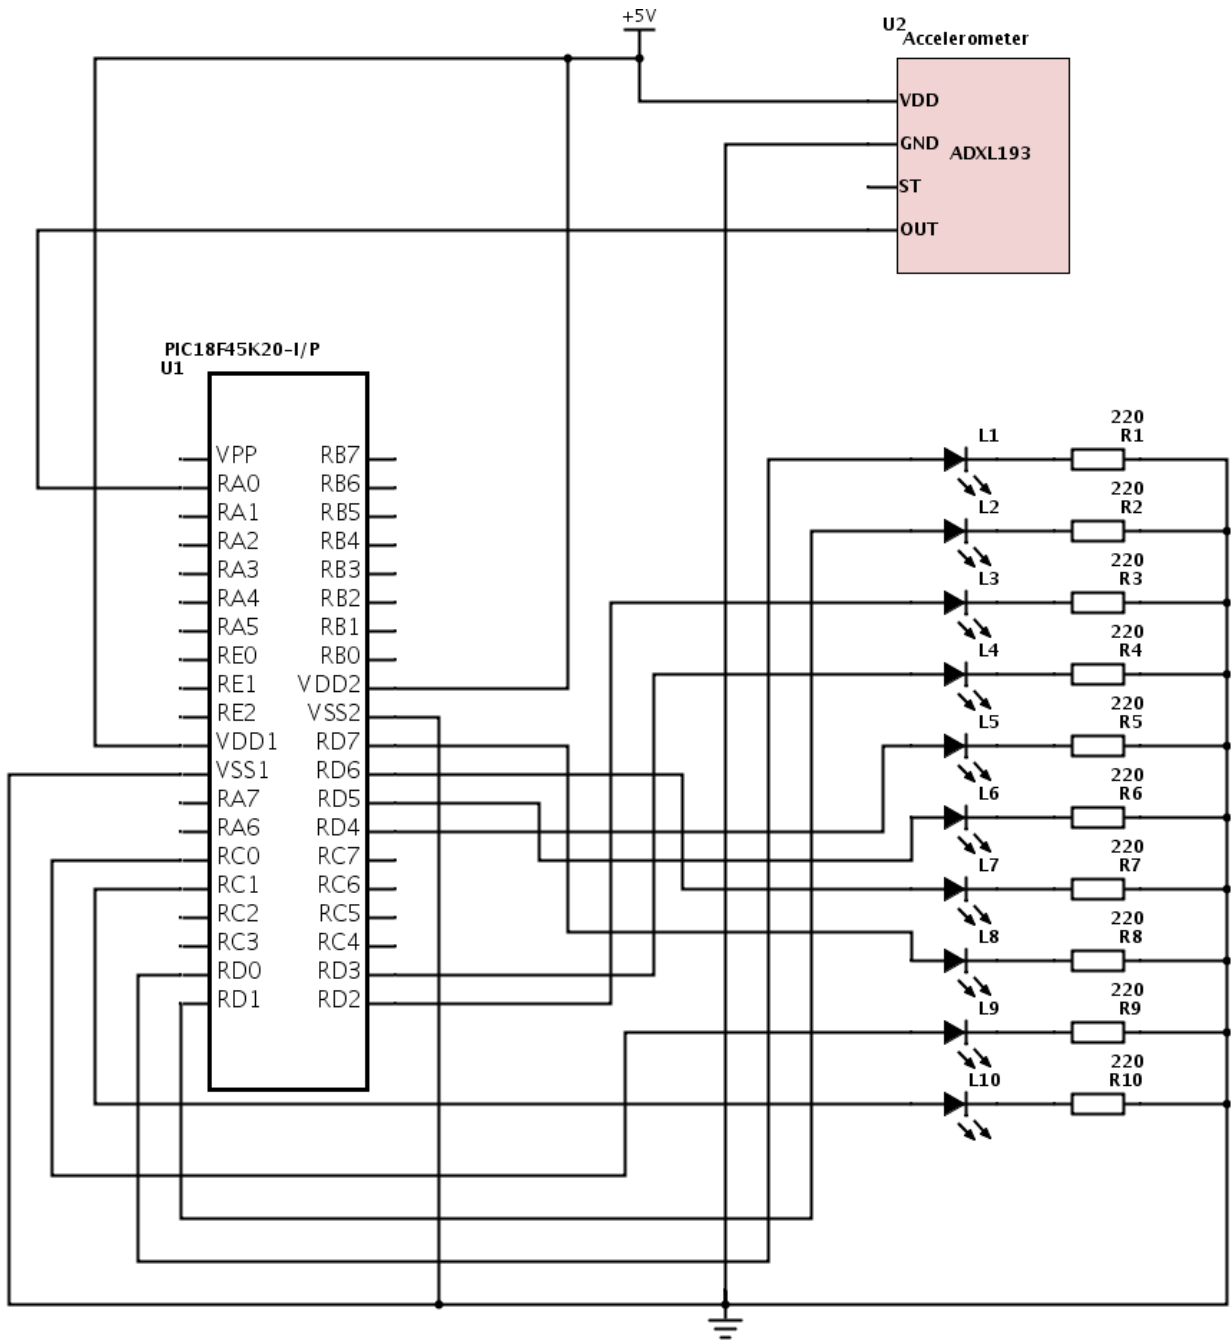 +5V
U2
Accelerometer
VDD
GND
ADXL193
ST
OUT
PIC18F45K20-I/P
U1
VPP RB7
RA0 RB6
RA1 RB5
RA2 RB4
RA3 RB3
RA4 RB2
RA5 RB1
RE0 RB0
RE1 VDD2
RE2 VSS2
VDD1 RD7
VSS1 RD6
RA7 RD5
RA6 RD4
RC0 RC7
RC1 RC6
RC2 RC5
RC3 RC4
RD0 RD3
RD1 RD2
220
L1 R1
220
L2 R2
220
L3 R3
220
L4 R4
220
L5 R5
220
L6 R6
220
L7 R7
220
L8 R8
220
L9 R9
220
L10 R10